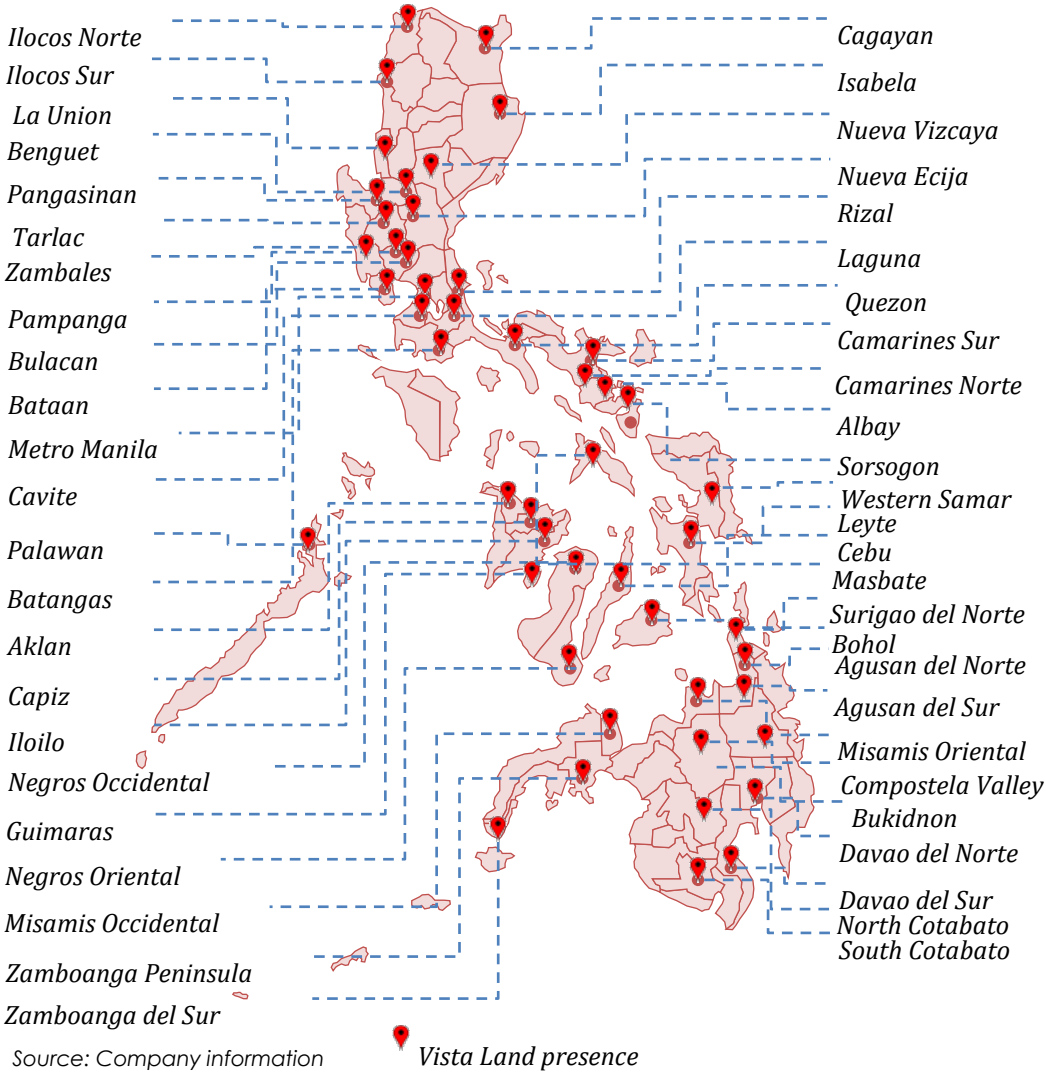 Ilocos Norte
Ilocos Sur
La Union
Benguet
Pangasinan
Tarlac
Zambales
Pampanga
Bulacan
Bataan
Metro Manila
Cavite
Palawan
Batangas
Aklan
Capiz
Iloilo
Negros Occidental
Guimaras
Negros Oriental
Misamis Occidental
Zamboanga Peninsula
Zamboanga del Sur
Cagayan
Isabela
Nueva Vizcaya
Nueva Ecija
Rizal
Laguna
Quezon
Camarines Sur
Camarines Norte
Albay
Sorsogon
Western Samar
Leyte
Cebu
Masbate
Surigao del Norte
Bohol
Agusan del Norte
Agusan del Sur
Misamis Oriental
Compostela Valley
Bukidnon
Davao del Norte
Davao del Sur
North Cotabato
South Cotabato
Source: Company information
Vista Land presence